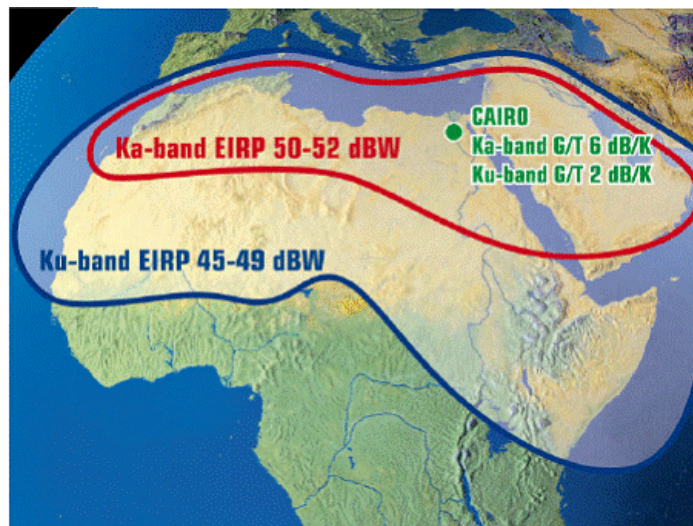 CAIRO
Ka-band G/T 6 dB/K
Ku-band G/T 2 dB/K
Ka-band EIRP 50-52 dBW
Ku-band EIRP 45-49 dBW